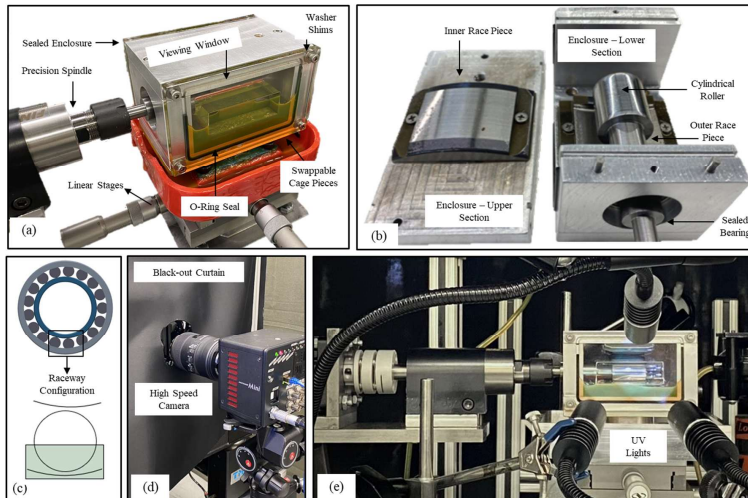 Sealed Enclosure
Viewing Window
Washer
Shims
Precision Spindle
Linear Stages
Swappable
Cage Pieces
O-Ring Seal
(a)
Inner Race Piece
Enclosure – Lower
Section
Cylindrical
Roller
Outer Race
Piece
Enclosure – Upper
Section
Sealed
Bearing
(b)
Raceway
Configuration
(c)
Black-out Curtain
High Speed
Camera
Mini
(d)
UV
Lights
(e)